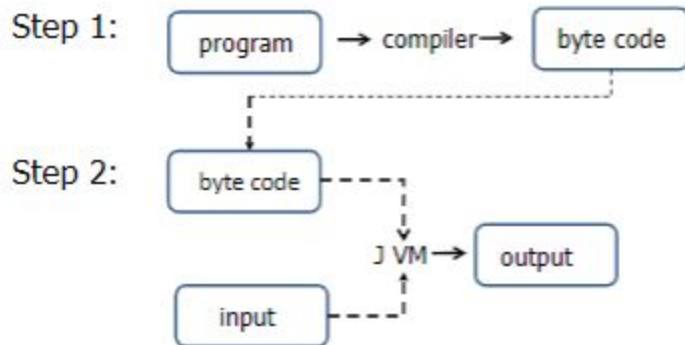 Step 1:
program
compiler
byte code
Step 2:
byte code
J VM
output
input